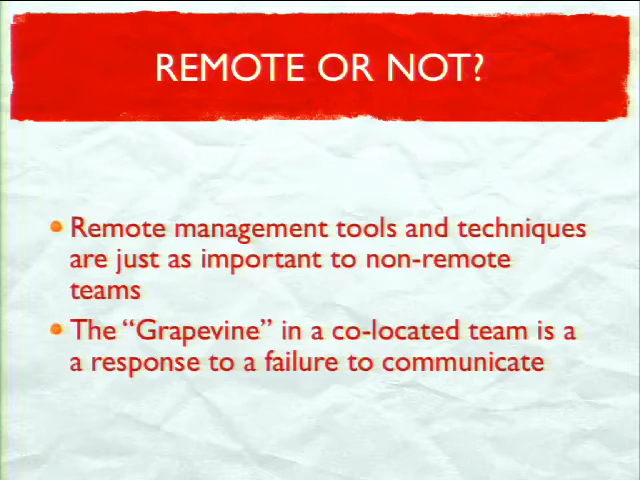 REMOTE OR NOT?
Remote management tools and techniques
are just as important to non-remote
teams
The “Grapevine” in a co-located team is a
a response to a failure to communicate